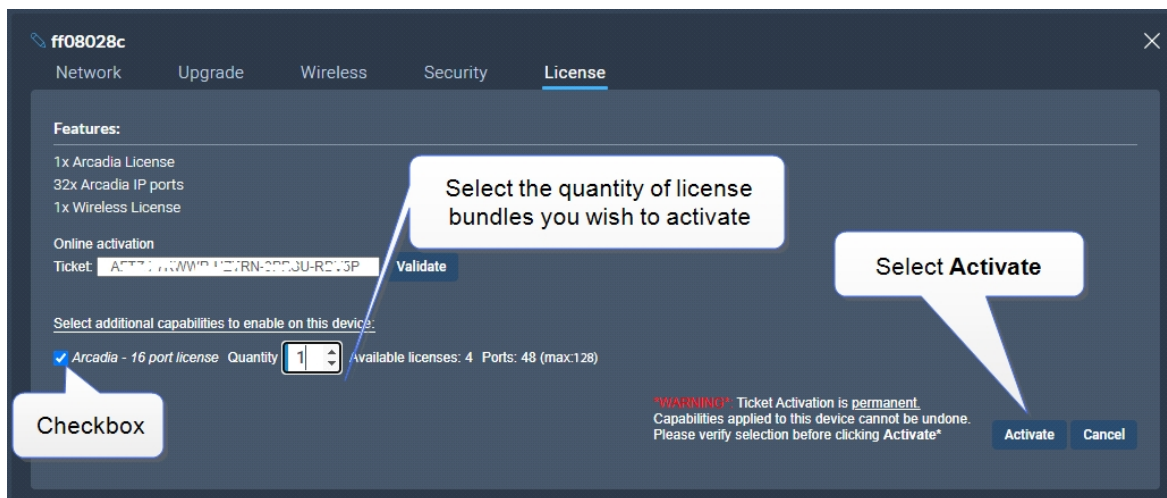 ff08028c
Network Upgrade Wireless Security License
Features:
1x Arcadia License
32x Arcadia IP ports
1x Wireless License
Select the quantity of license
bundles you wish to activate
Online activation
Ticket: Validate
Select Activate
Select additional capabilities to enable on this device:
Arcadia - 16 port license Quantity 1 Available licenses: 4 Ports: 48 (max:128)
Checkbox
*WARNING*: Ticket Activation is permanent.
Capabilities applied to this device cannot be undone.
Please verify selection before clicking Activate*
Activate Cancel